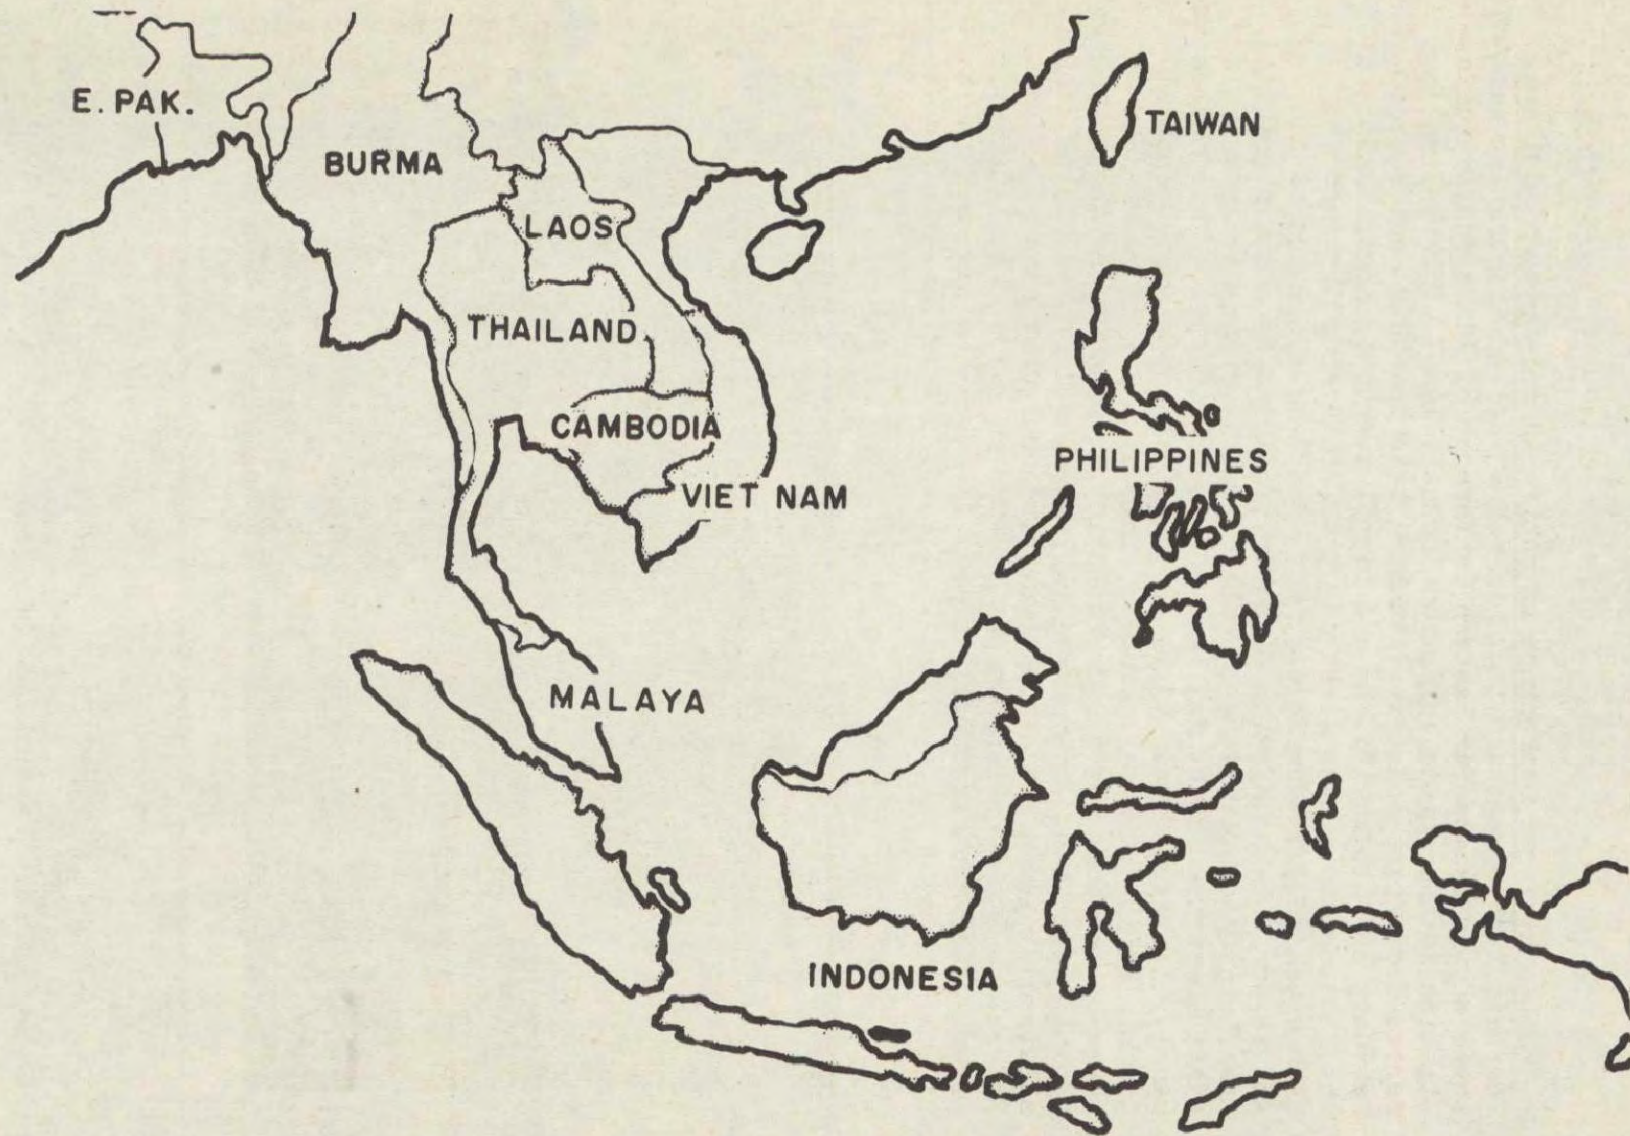 E. PAK.
TAIWAN
BURMA
LAOS
THAILAND
CAMBODIA
PHILIPPINES
VIET NAM
MALAYA
INDONESIA